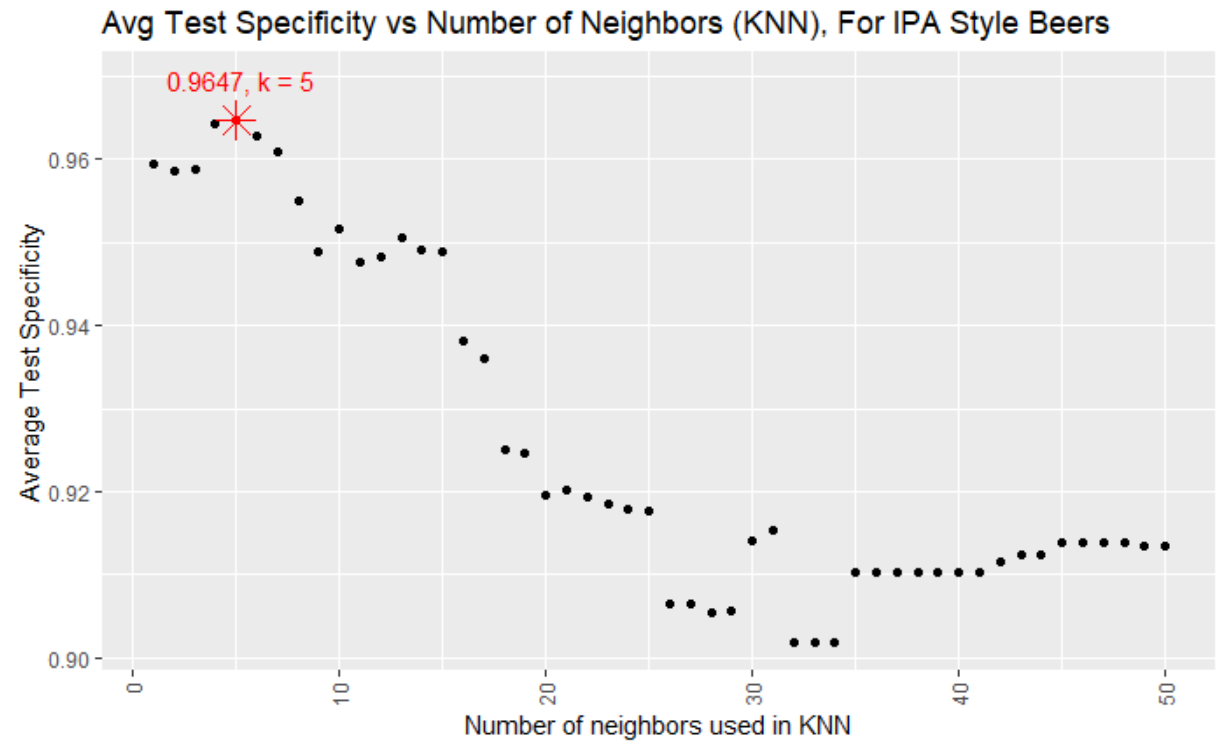 Avg Test Specificity vs Number of Neighbors (KNN), For IPA Style Beers
0.9647, k = 5
Average Test Specificity
0.96
0.94
0.92
0.90
0
10
20
30
40
50
Number of neighbors used in KNN